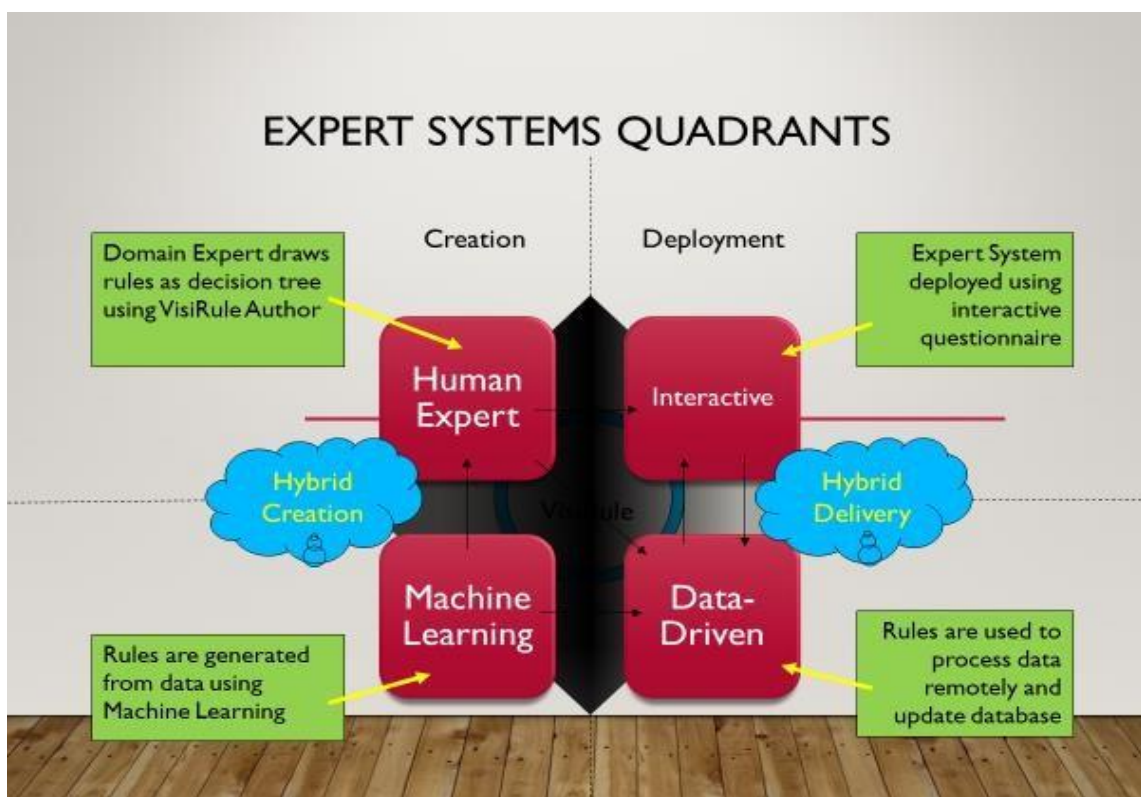 EXPERT SYSTEMS QUADRANTS
Creation
Deployment
Domain Expert draws
rules as decision tree
using VisiRule Author
Expert System
deployed using
interactive
questionnaire
Human
Expert
Interactive
Hybrid
Creation
VisiRule
Hybrid
Delivery
Machine
Learning
Data-
Driven
Rules are generated
from data using
Machine Learning
Rules are used to
process data
remotely and
update database